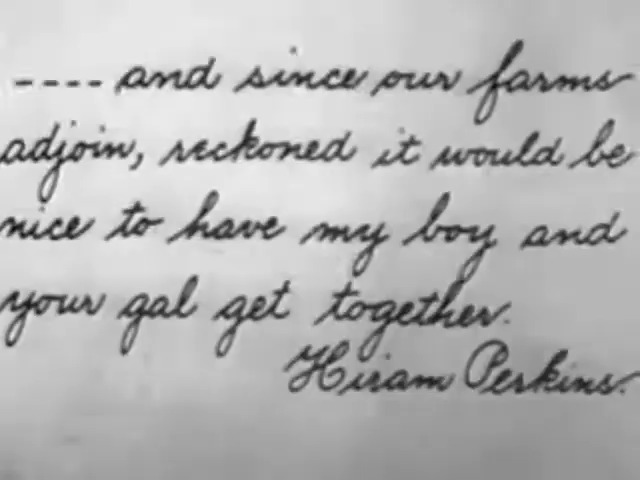 ---- and since our farms
adjoin, reckoned it would be
nice to have my boy and
your gal get together.
Hiram Perkins.